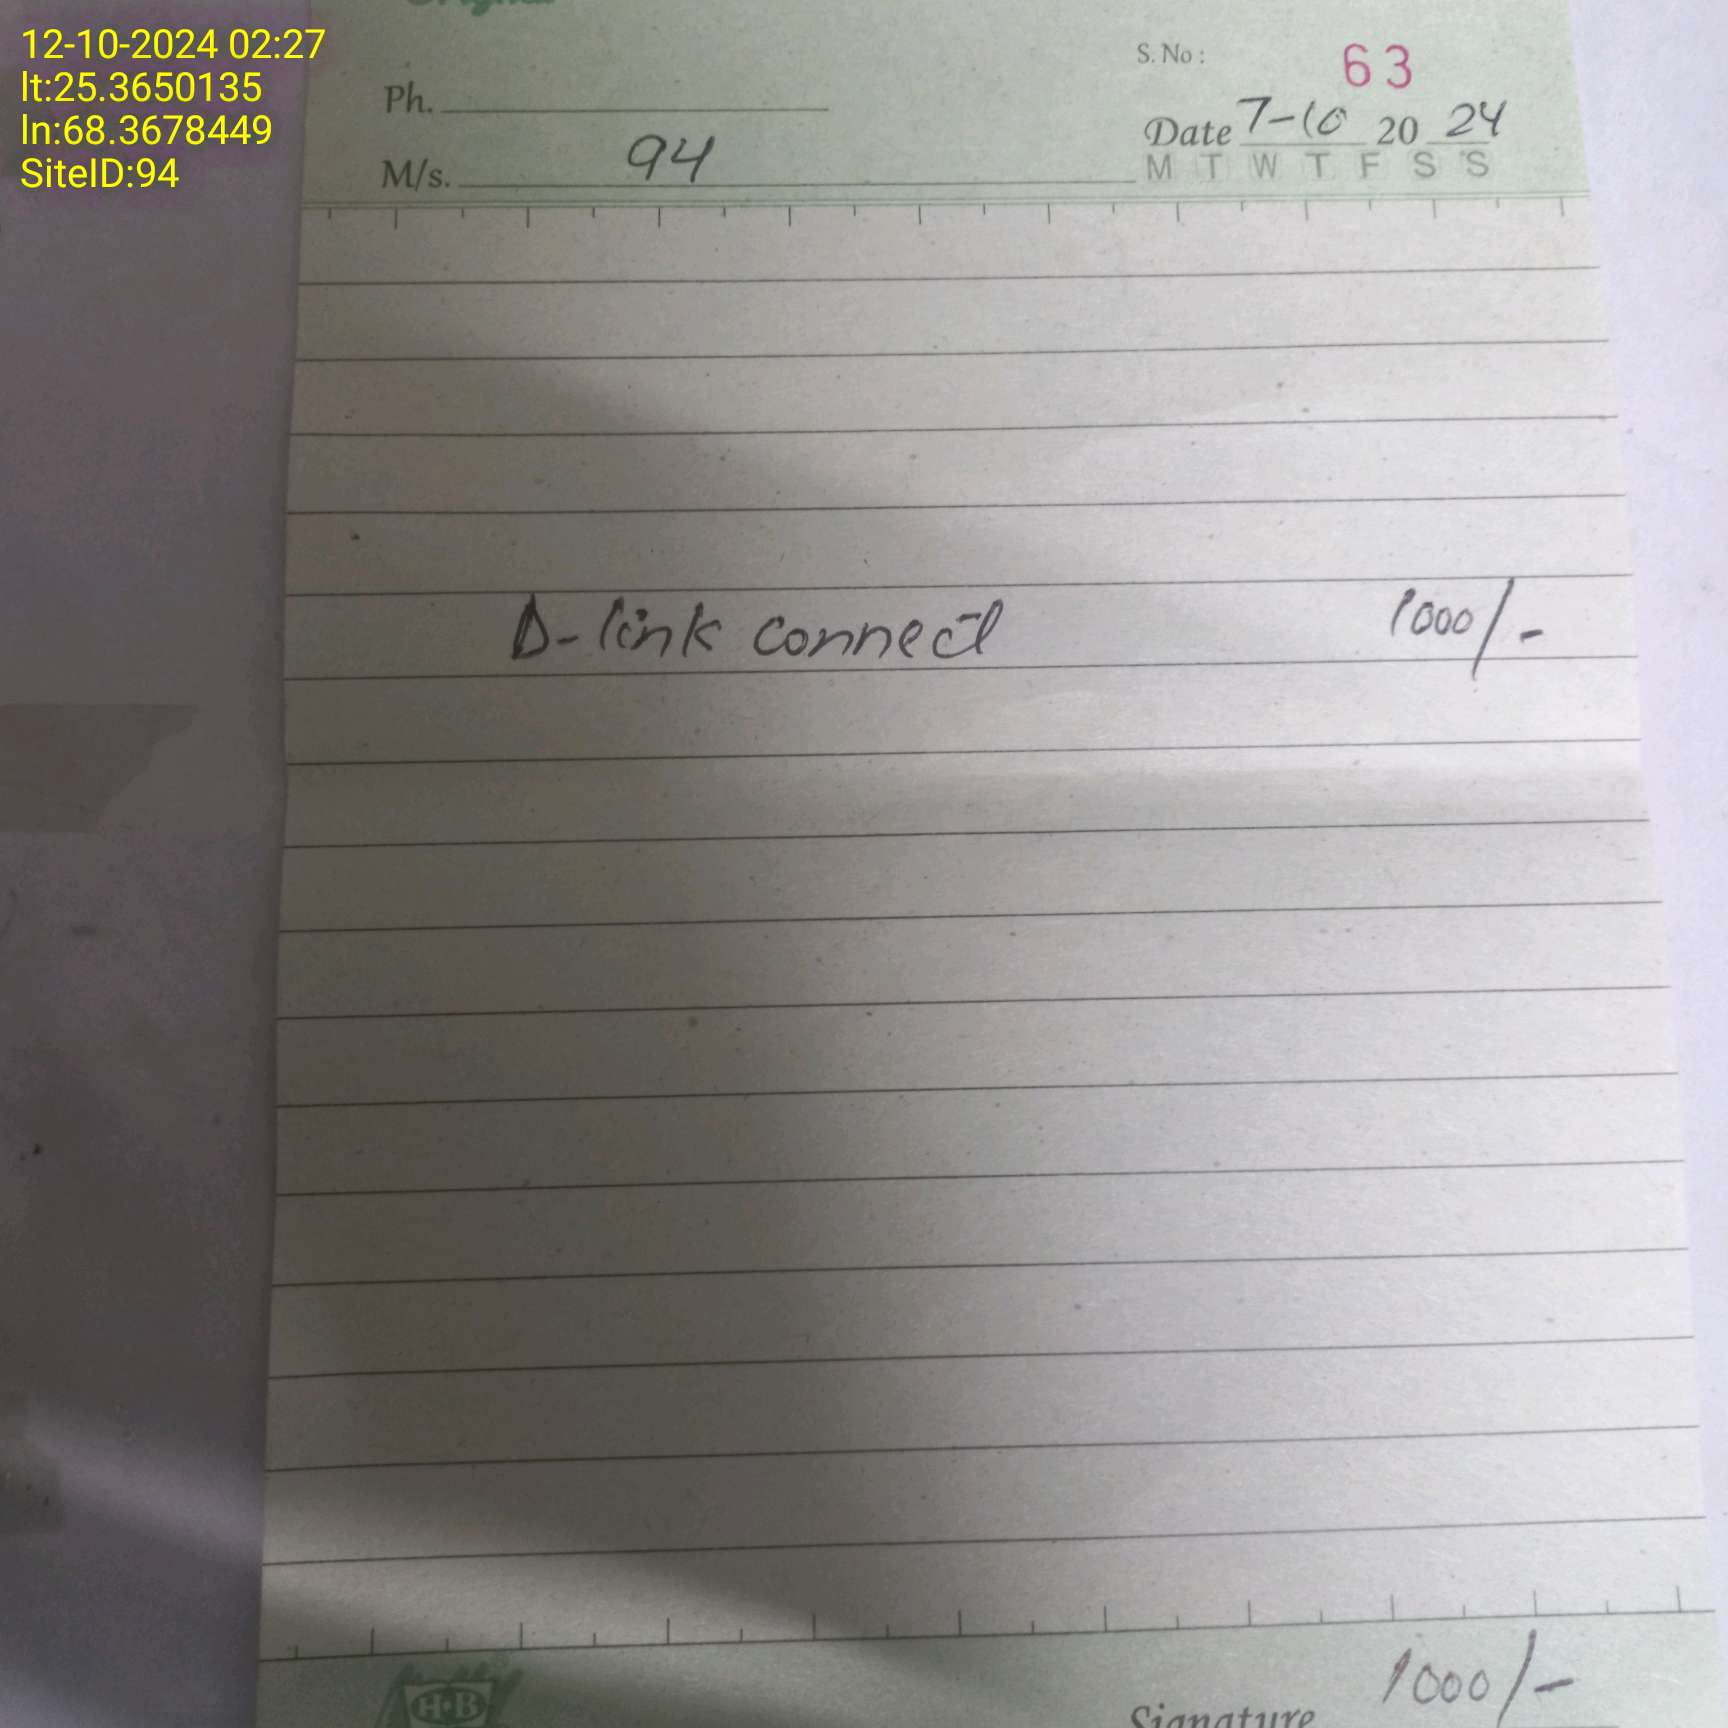 12-10-2024 02:27
lt:25.3650135
ln:68.3678449
SiteID:94
S. No : 63
Ph.
Date 7-10 20 24
M/s. 94
M T W T F S S
D-link connect 1000/-
1000/-
H·B
Signature